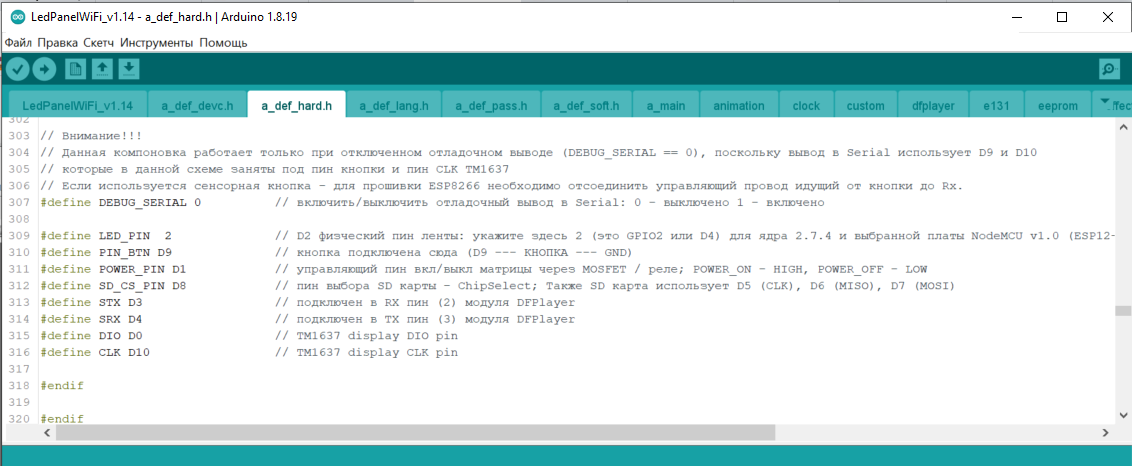 LedPanelWiFi_v1.14 - a_def_hard.h | Arduino 1.8.19
Файл Правка Скетч Инструменты Помощь
LedPanelWiFi_v1.14 a_def_devc.h a_def_hard.h a_def_lang.h a_def_pass.h a_def_soft.h a_main animation clock custom dfplayer e131 eeprom
302
303 // Внимание!!!
304 // Данная компоновка работает только при отключенном отладочном выводе (DEBUG_SERIAL == 0), поскольку вывод в Serial использует D9 и D10
305 // которые в данной схеме заняты под пин кнопки и пин CLK TM1637
306 // Если используется сенсорная кнопка - для прошивки ESP8266 необходимо отсоединить управляющий провод идущий от кнопки до Rx.
307 #define DEBUG_SERIAL 0 // включить/выключить отладочный вывод в Serial: 0 - выключено 1 - включено
308
309 #define LED_PIN 2 // D2 физческий пин ленты: укажите здесь 2 (это GPIO2 или D4) для ядра 2.7.4 и выбранной платы NodeMCU v1.0 (ESP12-
310 #define PIN_BTN D9 // кнопка подключена сюда (D9 --- КНОПКА --- GND)
311 #define POWER_PIN D1 // управляющий пин вкл/выкл матрицы через MOSFET / реле; POWER_ON - HIGH, POWER_OFF - LOW
312 #define SD_CS_PIN D8 // пин выбора SD карты - ChipSelect; Также SD карта использует D5 (CLK), D6 (MISO), D7 (MOSI)
313 #define STX D3 // подключен в RX пин (2) модуля DFPlayer
314 #define SRX D4 // подключен в TX пин (3) модуля DFPlayer
315 #define DIO D0 // TM1637 display DIO pin
316 #define CLK D10 // TM1637 display CLK pin
317
318 #endif
319
320 #endif